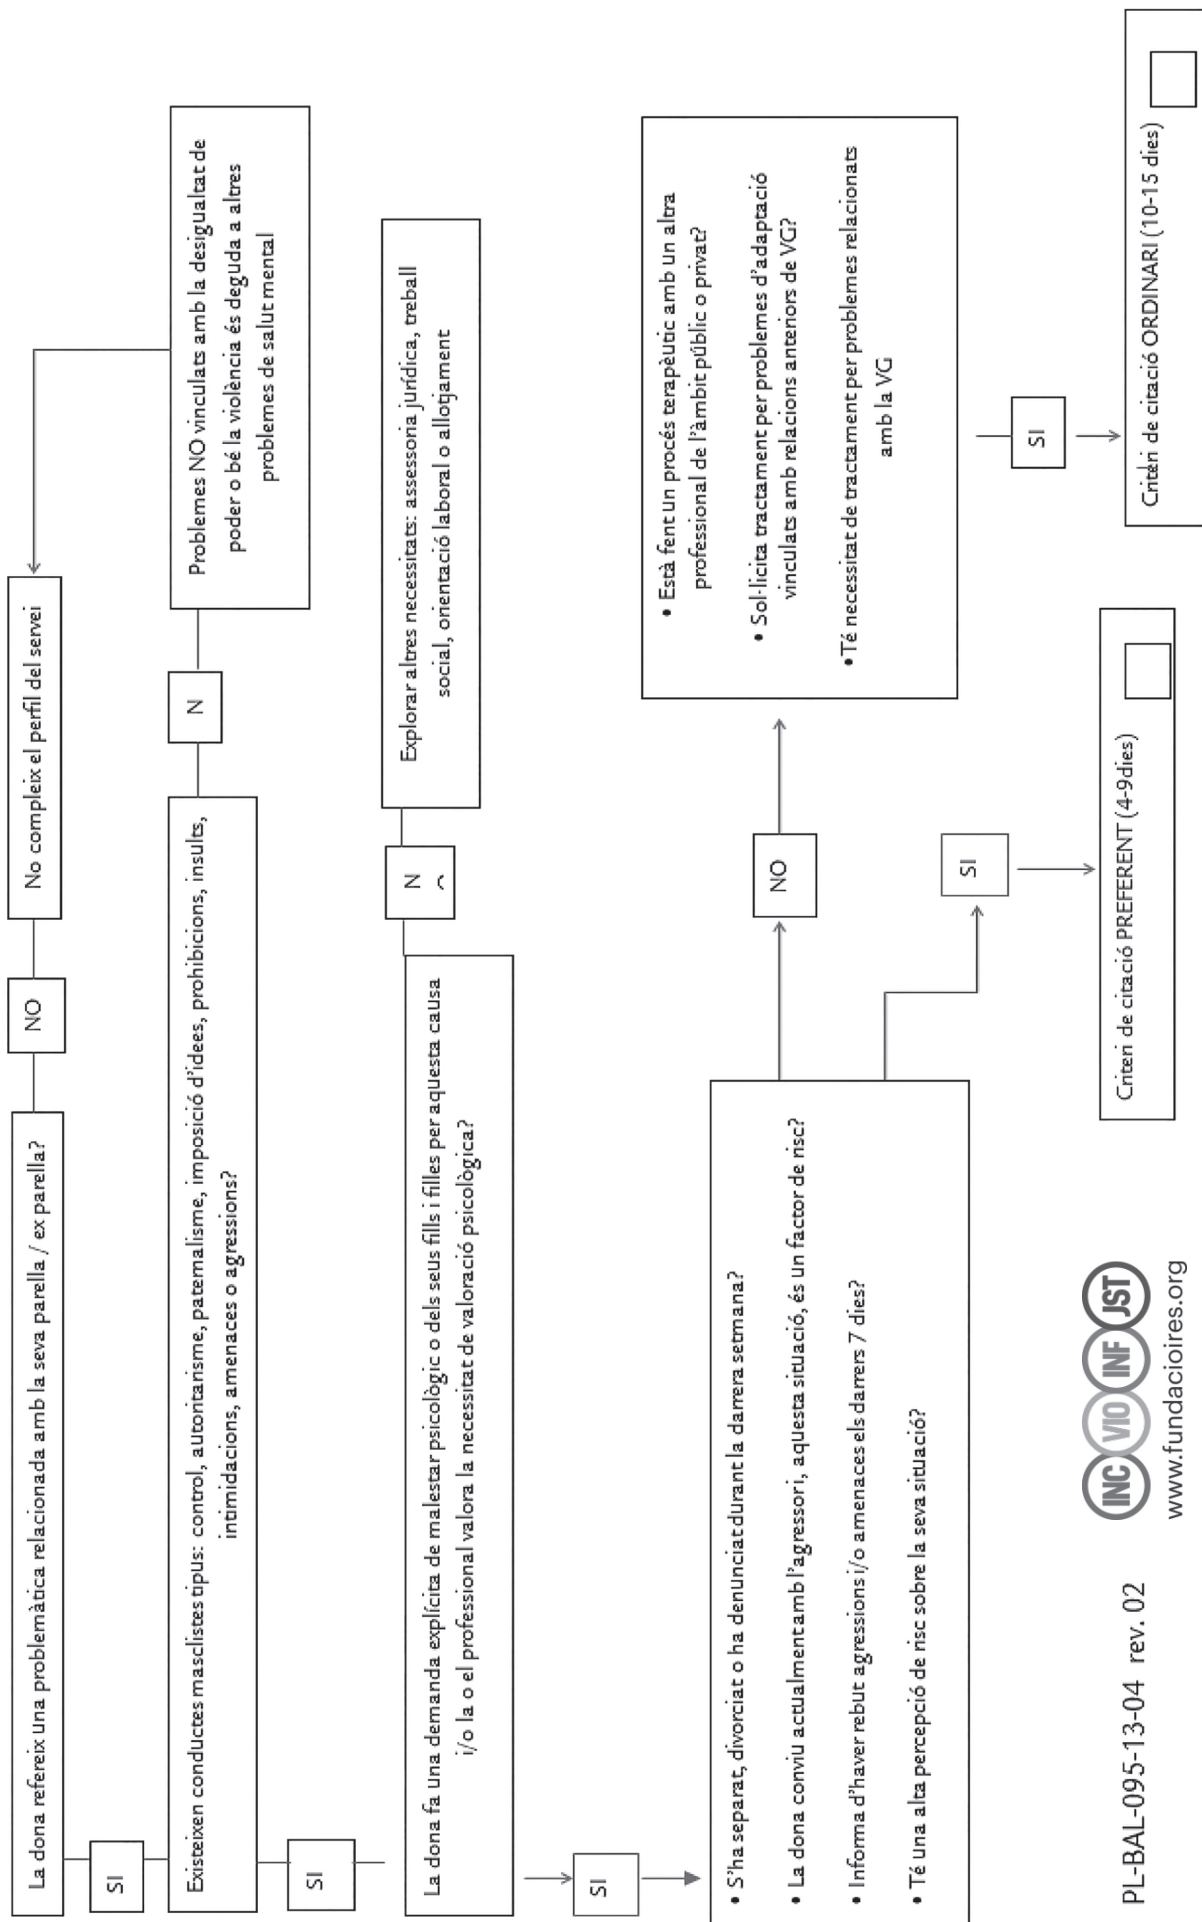 La dona refereix una problemàtica relacionada amb la seva parella / ex parella?
NO
No compleix el perfil del servei
SI
Existeixen conductes masclistes tipus: control, autoritarisme, paternalisme, imposició d'idees, prohibicions, insults,
intimidacions, amenaces o agressions?
N
Problemes NO vinculats amb la desigualtat de
poder o bé la violència és deguda a altres
problemes de salut mental
SI
La dona fa una demanda explícita de malestar psicològic o dels seus fills i filles per aquesta causa
i/o la o el professional valora la necessitat de valoració psicològica?
N
Explorar altres necessitats: assessoria jurídica, treball
social, orientació laboral o allotjament
SI
• S'ha separat, divorciat o ha denunciat durant la darrera setmana?
• La dona conviu actualment amb l'agressor i, aquesta situació, és un factor de risc?
• Informa d'haver rebut agressions i/o amenaces els darrers 7 dies?
• Té una alta percepció de risc sobre la seva situació?
NO
• Està fent un procés terapèutic amb un altra
professional de l'àmbit públic o privat?
• Sol·licita tractament per problemes d'adaptació
vinculats amb relacions anteriors de VG?
• Té necessitat de tractament per problemes relacionats
amb la VG
SI
SI
Criteri de citació PREFERENT (4-9dies)
Criteri de citació ORDINARI (10-15 dies)
PL-BAL-095-13-04 rev. 02
INC VIO INF JST
www.fundacioires.org